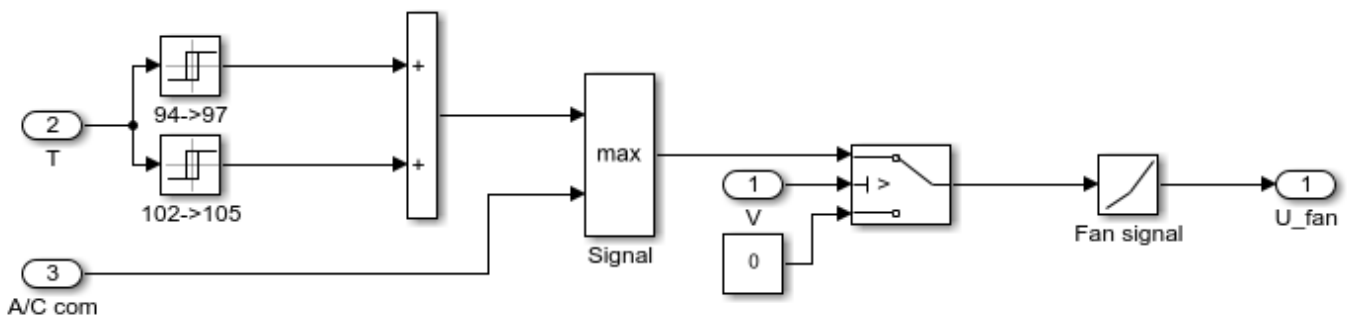 +
94->97
2
T
+
102->105
max
Signal
3
A/C com
1
V
>
0
Fan signal
1
U_fan